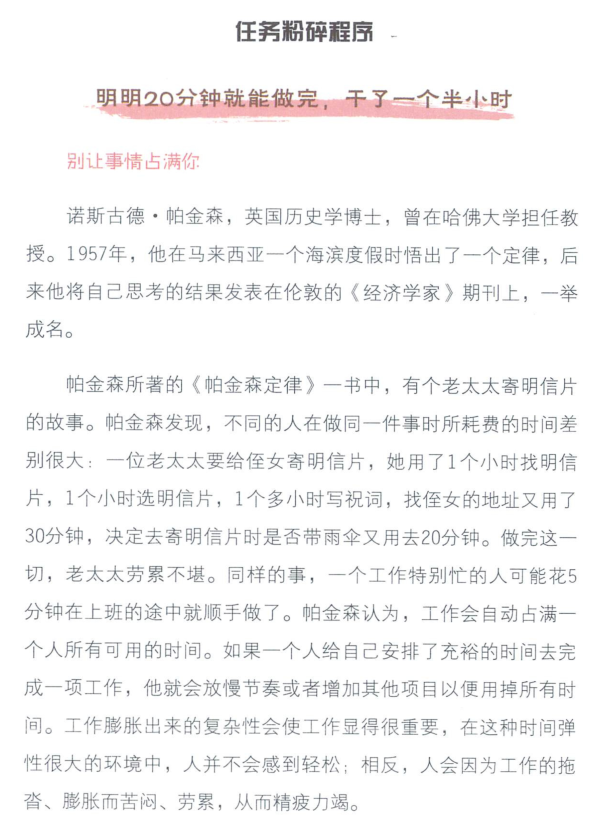 任务粉碎程序
明明20分钟就能做完，干了一个半小时
别让事情占满你
诺斯古德·帕金森，英国历史学博士，曾在哈佛大学担任教
授。1957年，他在马来西亚一个海滨度假时悟出了一个定律，后
来他将自己思考的结果发表在伦敦的《经济学家》期刊上，一举
成名。
帕金森所著的《帕金森定律》一书中，有个老太太寄明信片
的故事。帕金森发现，不同的人在做同一件事时所耗费的时间差
别很大：一位老太太要给侄女寄明信片，她用了1个小时找明信
片，1个小时选明信片，1个多小时写祝词，找侄女的地址又用了
30分钟，决定去寄明信片时是否带雨伞又用去20分钟。做完这一
切，老太太劳累不堪。同样的事，一个工作特别忙的人可能花5
分钟在上班的途中就顺手做了。帕金森认为，工作会自动占满一
个人所有可用的时间。如果一个人给自己安排了充裕的时间去完
成一项工作，他就会放慢节奏或者增加其他项目以便用掉所有时
间。工作膨胀出来的复杂性会使工作显得很重要，在这种时间弹
性很大的环境中，人并不会感到轻松；相反，人会因为工作的拖
沓、膨胀而苦闷、劳累，从而精疲力竭。